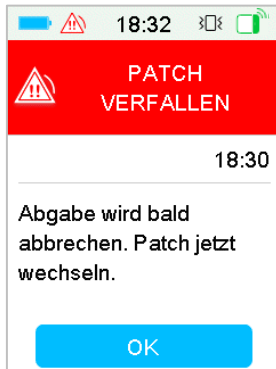 18:32
PATCH
VERFALLEN
18:30
Abgabe wird bald
abbrechen. Patch jetzt
wechseln.
OK